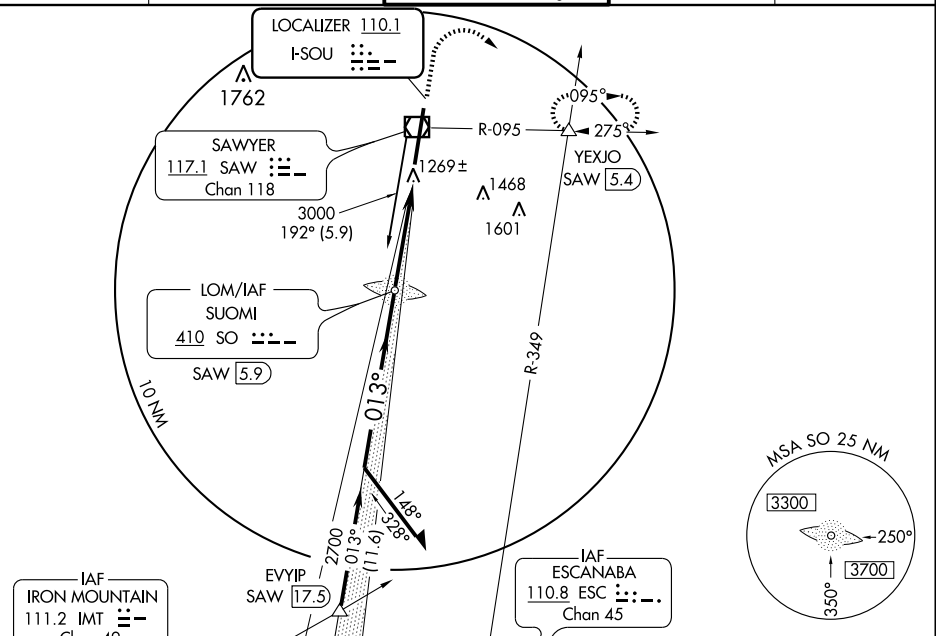 LOCALIZER 110.1
I-SOU
1762
SAWYER
117.1 SAW
Chan 118
R-095
095°
275°
YEXJO
SAW 5.4
1269±
1468
1601
3000
192° (5.9)
LOM/IAF
SUOMI
410 SO
SAW 5.9
R-349
10 NM
013°
148°
328°
2700
013°
(11.6)
EVYIP
SAW 17.5
IAF
IRON MOUNTAIN
111.2 IMT
IAF
ESCANABA
110.8 ESC
Chan 45
MSA SO 25 NM
3300
250°
3700
350°